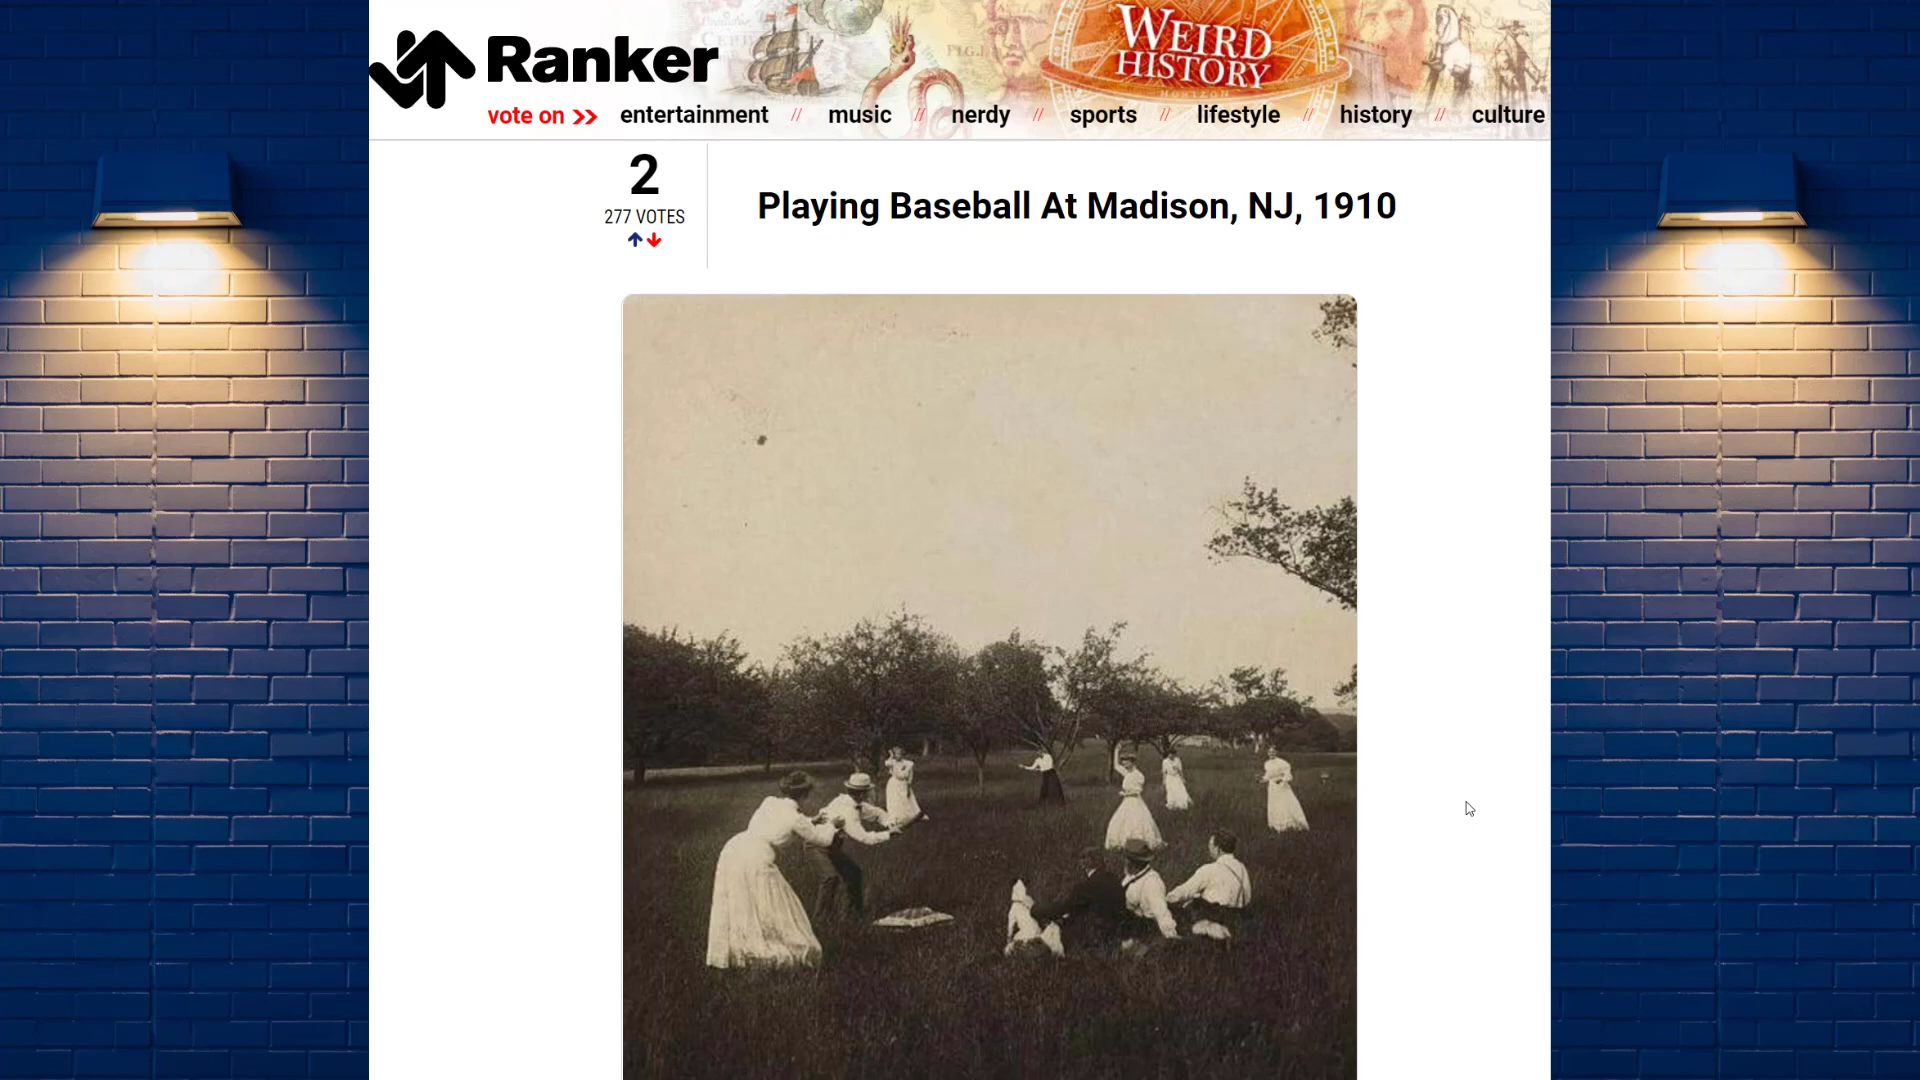 Ranker
WEIRD
HISTORY
HORIZON
vote on >> entertainment // music // nerdy // sports // lifestyle // history // culture
2
277 VOTES
Playing Baseball At Madison, NJ, 1910